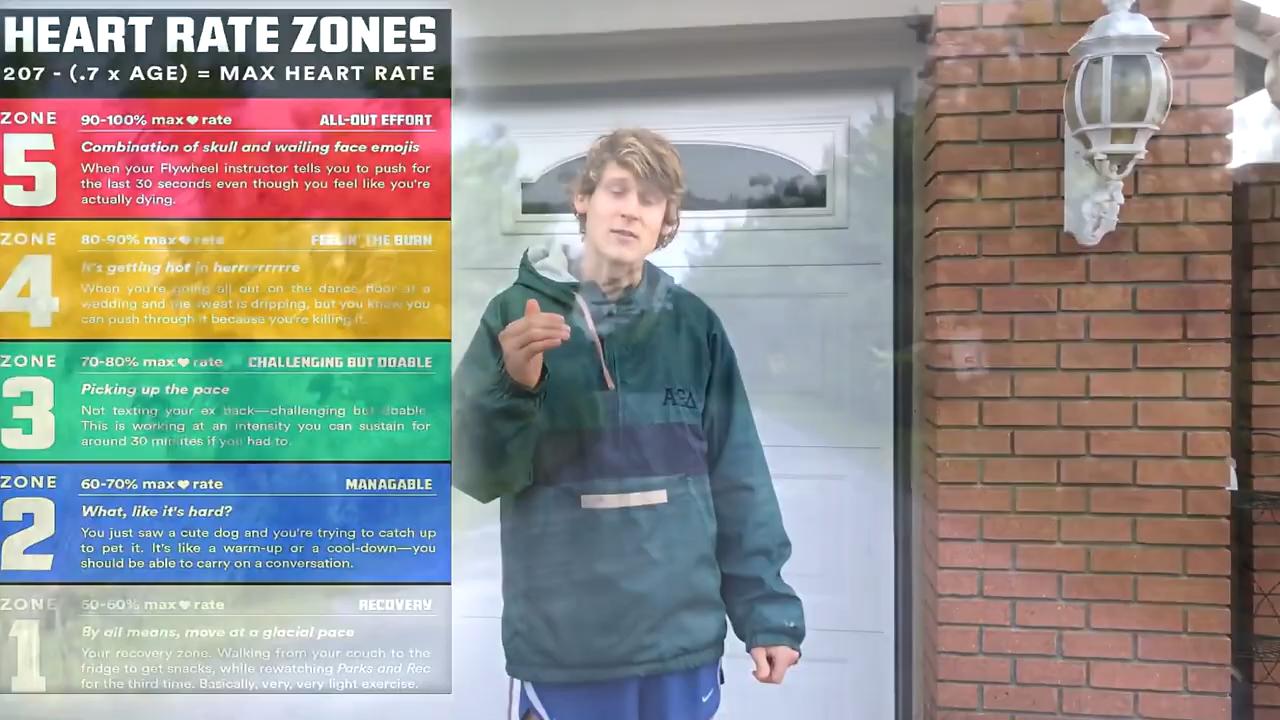 HEART RATE ZONES
207 - (.7 x AGE) = MAX HEART RATE
ZONE 5
90-100% max♥rate ALL-OUT EFFORT
Combination of skull and wailing face emojis
When your Flywheel instructor tells you to push for
the last 30 seconds even though you feel like you're
actually dying.
ZONE 4
80-90% max♥rate FEELIN' THE BURN
It's getting hot in herrrrrrrre
When you're going all out on the dance floor at a
wedding and the sweat is dripping, but you know you
can push through it because you're killing it.
ZONE 3
70-80% max♥rate CHALLENGING BUT DOABLE
Picking up the pace
Not texting your ex back—challenging but doable.
This is working at an intensity you can sustain for
around 30 minutes if you had to.
ZONE 2
60-70% max♥rate MANAGABLE
What, like it's hard?
You just saw a cute dog and you're trying to catch up
to pet it. It's like a warm-up or a cool-down—you
should be able to carry on a conversation.
ZONE 1
50-60% max♥rate RECOVERY
By all means, move at a glacial pace
Your recovery zone. Walking from your couch to the
fridge to get snacks, while rewatching Parks and Rec
for the third time. Basically, very, very light exercise.
ΑΞΔ